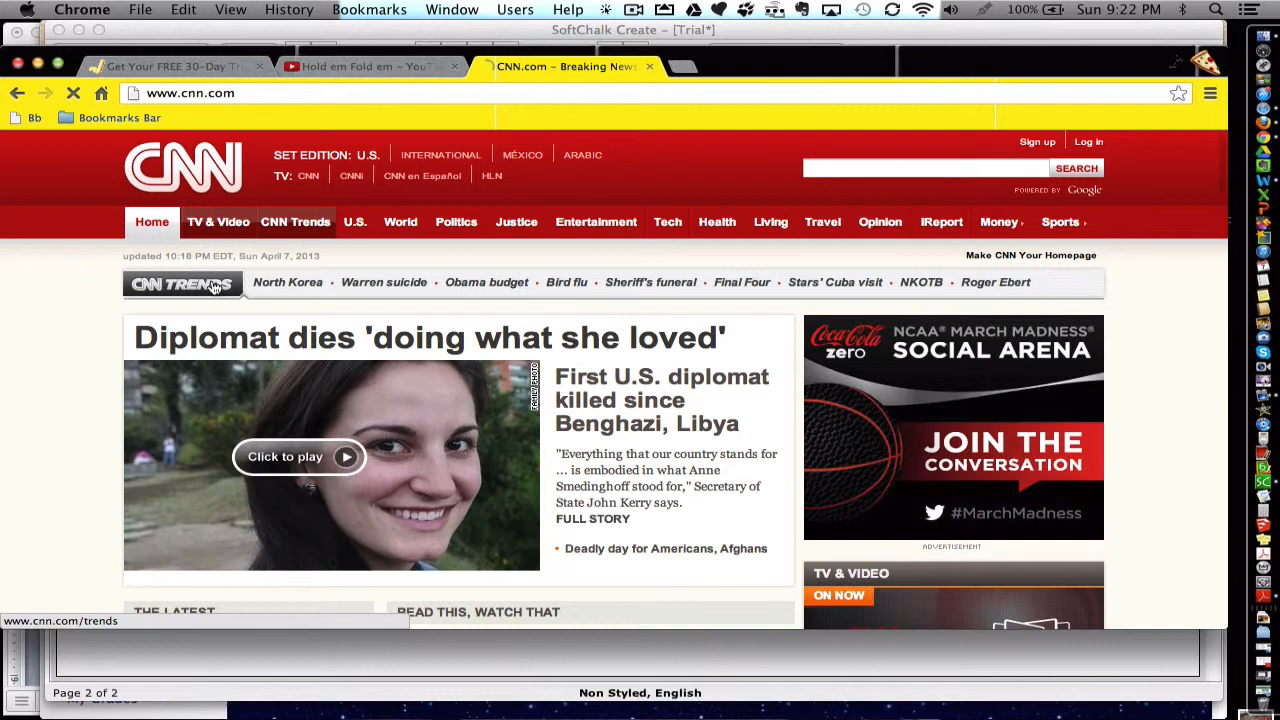 Chrome File Edit View History Bookmarks Window Users Help 100% Sun 9:22 PM
SoftChalk Create - [Trial*]
Get Your FREE 30-Day Tr
Hold em Fold em - YouTu
CNN.com - Breaking News
www.cnn.com
Bb Bookmarks Bar
Sign up Log in
CNN
SET EDITION: U.S. INTERNATIONAL MÉXICO ARABIC
TV: CNN CNNi CNN en Español HLN
SEARCH
POWERED BY Google
Home TV & Video CNN Trends U.S. World Politics Justice Entertainment Tech Health Living Travel Opinion iReport Money Sports
updated 10:18 PM EDT, Sun April 7, 2013
Make CNN Your Homepage
CNN TRENDS North Korea • Warren suicide • Obama budget • Bird flu • Sheriff's funeral • Final Four • Stars' Cuba visit • NKOTB • Roger Ebert
Diplomat dies 'doing what she loved'
FAMILY PHOTO
Click to play
First U.S. diplomat
killed since
Benghazi, Libya
"Everything that our country stands for
... is embodied in what Anne
Smedinghoff stood for," Secretary of
State John Kerry says.
FULL STORY
• Deadly day for Americans, Afghans
Coca-Cola
zero
NCAA® MARCH MADNESS®
SOCIAL ARENA
JOIN THE
CONVERSATION
#MarchMadness
ADVERTISEMENT
TV & VIDEO
ON NOW
THE LATEST
READ THIS, WATCH THAT
www.cnn.com/trends
Page 2 of 2
Non Styled, English
My Grades